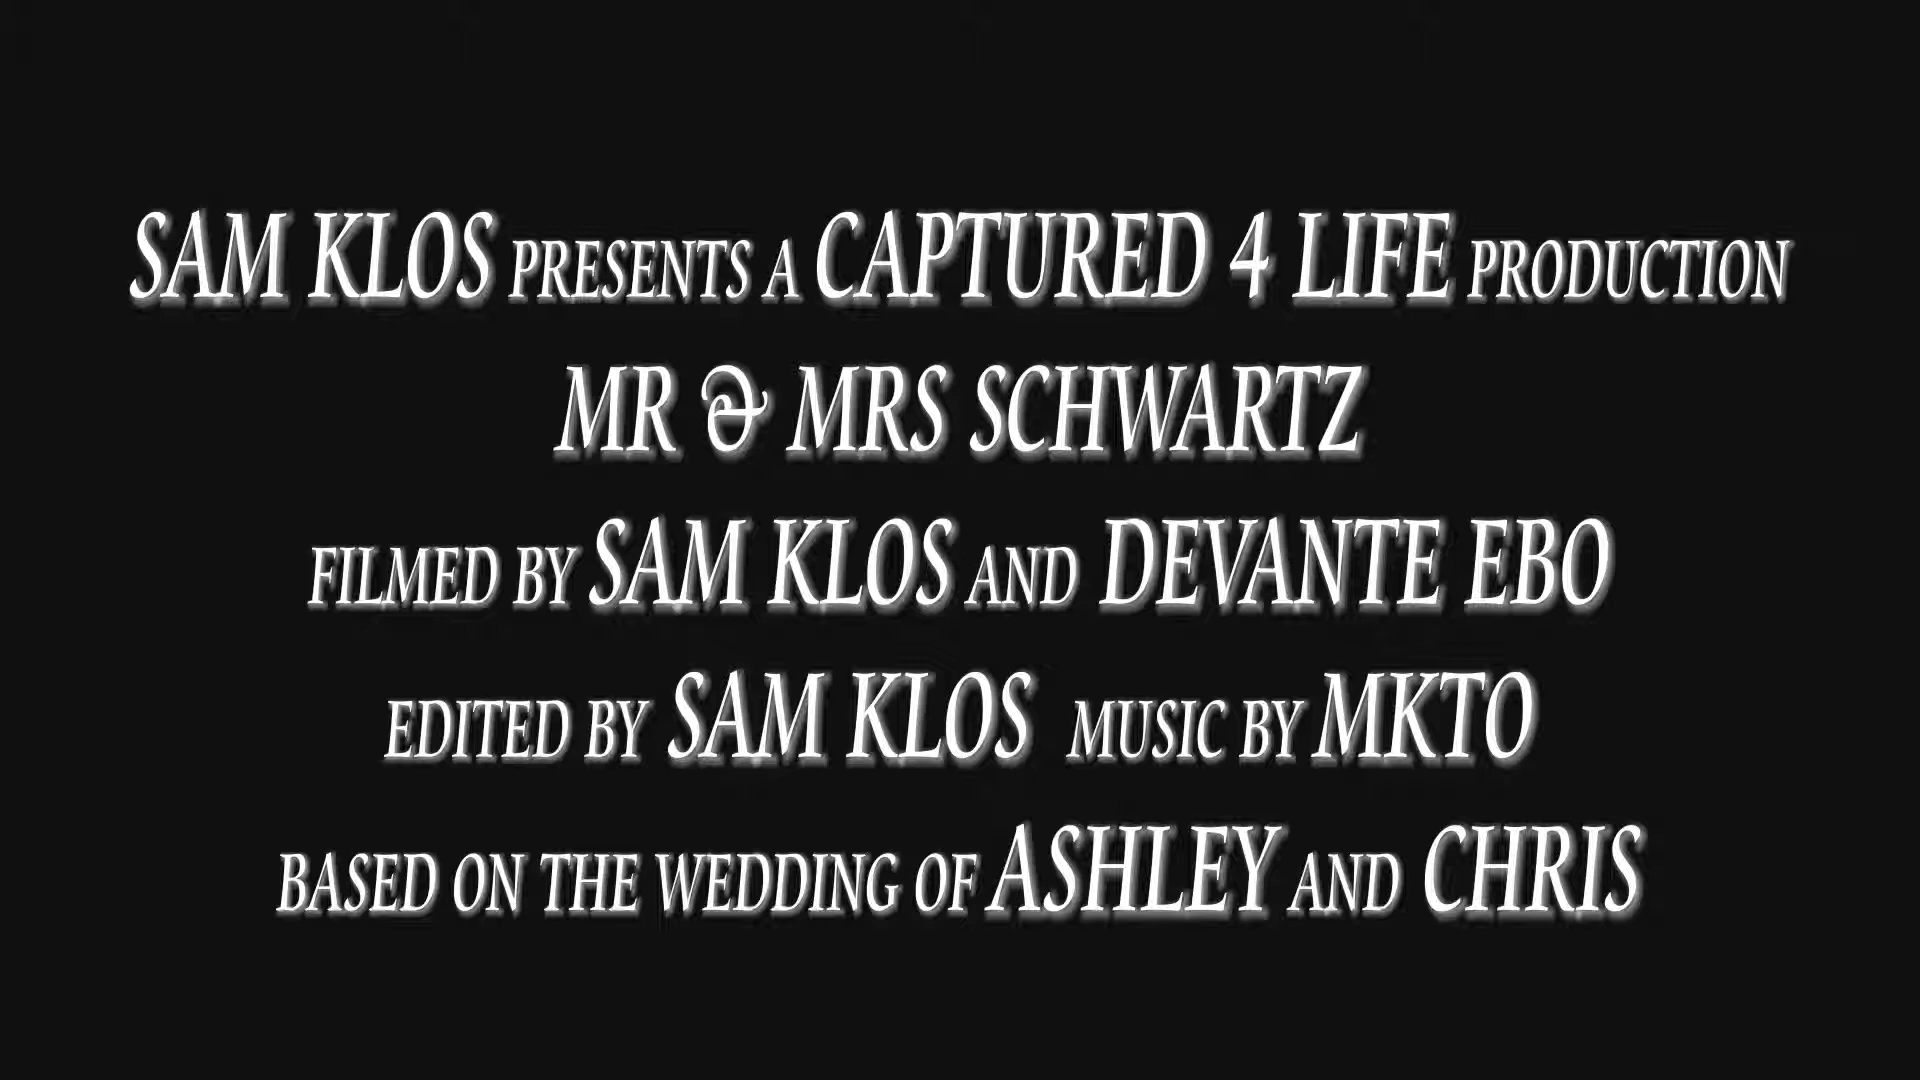 SAM KLOS PRESENTS A CAPTURED 4 LIFE PRODUCTION
MR & MRS SCHWARTZ
FILMED BY SAM KLOS AND DEVANTE EBO
EDITED BY SAM KLOS MUSIC BY MKTO
BASED ON THE WEDDING OF ASHLEY AND CHRIS